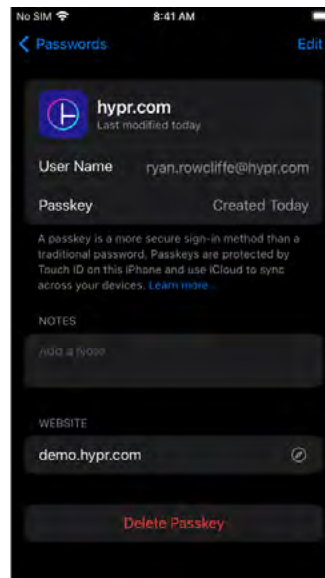 No SIM 8:41 AM
Passwords Edit
hypr.com
Last modified today
User Name ryan.rowcliffe@hypr.com
Passkey Created Today
A passkey is a more secure sign-in method than a
traditional password. Passkeys are protected by
Touch ID on this iPhone and use iCloud to sync
across your devices. Learn more...
NOTES
Add a Note
WEBSITE
demo.hypr.com
Delete Passkey